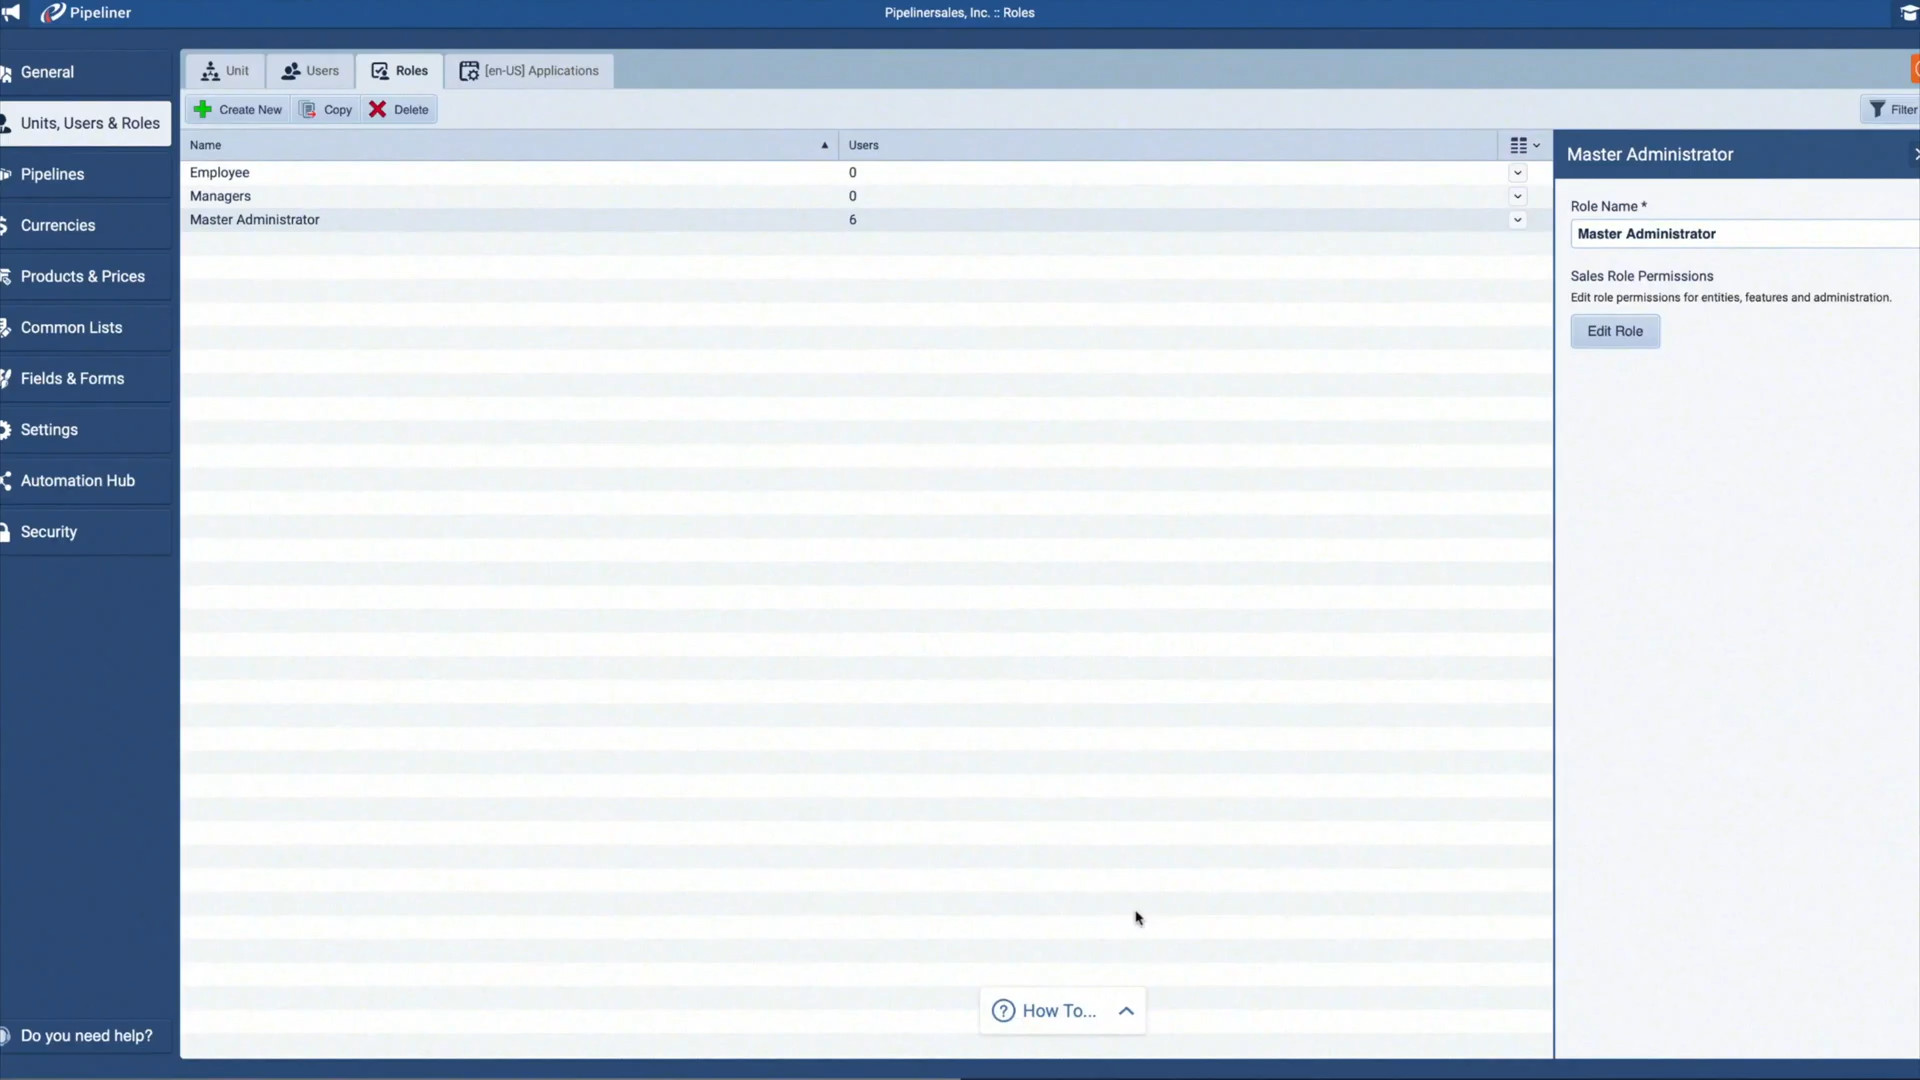 Pipeliner
Pipelinersales, Inc. :: Roles
General
Units, Users & Roles
Pipelines
Currencies
Products & Prices
Common Lists
Fields & Forms
Settings
Automation Hub
Security
Do you need help?
Unit
Users
Roles
[en-US] Applications
Create New
Copy
Delete
Filter
Name
Users
Employee
0
Managers
0
Master Administrator
6
How To...
Master Administrator
Role Name *
Master Administrator
Sales Role Permissions
Edit role permissions for entities, features and administration.
Edit Role